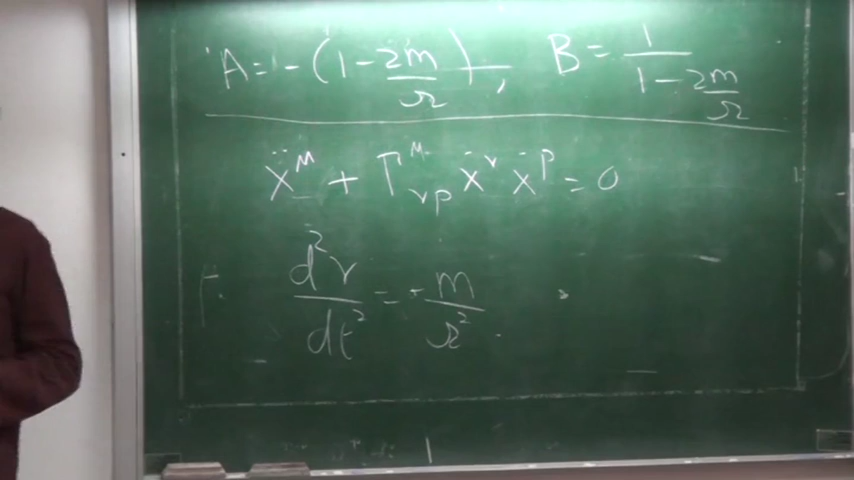 A = -(1 - 2m/r), B = 1/(1 - 2m/r)
ẍ^μ + Γ^μ_νρ ẋ^ν ẋ^ρ = 0
d²r/dt² = - m/r²